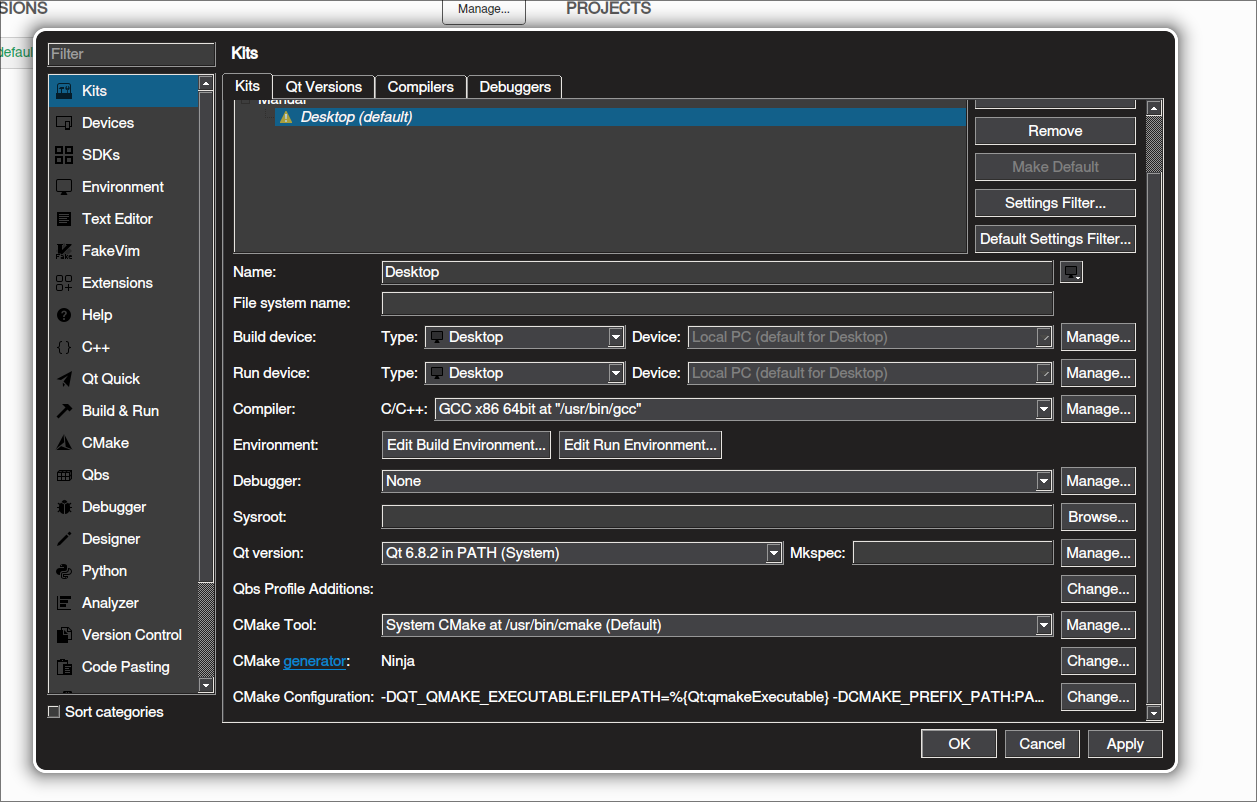 SIONS
Manage...
PROJECTS
defaul
Filter
Kits
Kits
Devices
SDKs
Environment
Text Editor
FakeVim
Extensions
Help
C++
Qt Quick
Build & Run
CMake
Qbs
Debugger
Designer
Python
Analyzer
Version Control
Code Pasting
Sort categories
Kits Qt Versions Compilers Debuggers
Manual
Desktop (default)
Remove
Make Default
Settings Filter...
Default Settings Filter...
Name: Desktop
File system name:
Build device: Type: Desktop Device: Local PC (default for Desktop) Manage...
Run device: Type: Desktop Device: Local PC (default for Desktop) Manage...
Compiler: C/C++: GCC x86 64bit at "/usr/bin/gcc" Manage...
Environment: Edit Build Environment... Edit Run Environment...
Debugger: None Manage...
Sysroot: Browse...
Qt version: Qt 6.8.2 in PATH (System) Mkspec: Manage...
Qbs Profile Additions: Change...
CMake Tool: System CMake at /usr/bin/cmake (Default) Manage...
CMake generator: Ninja Change...
CMake Configuration: -DQT_QMAKE_EXECUTABLE:FILEPATH=%{Qt:qmakeExecutable} -DCMAKE_PREFIX_PATH:PA... Change...
OK Cancel Apply